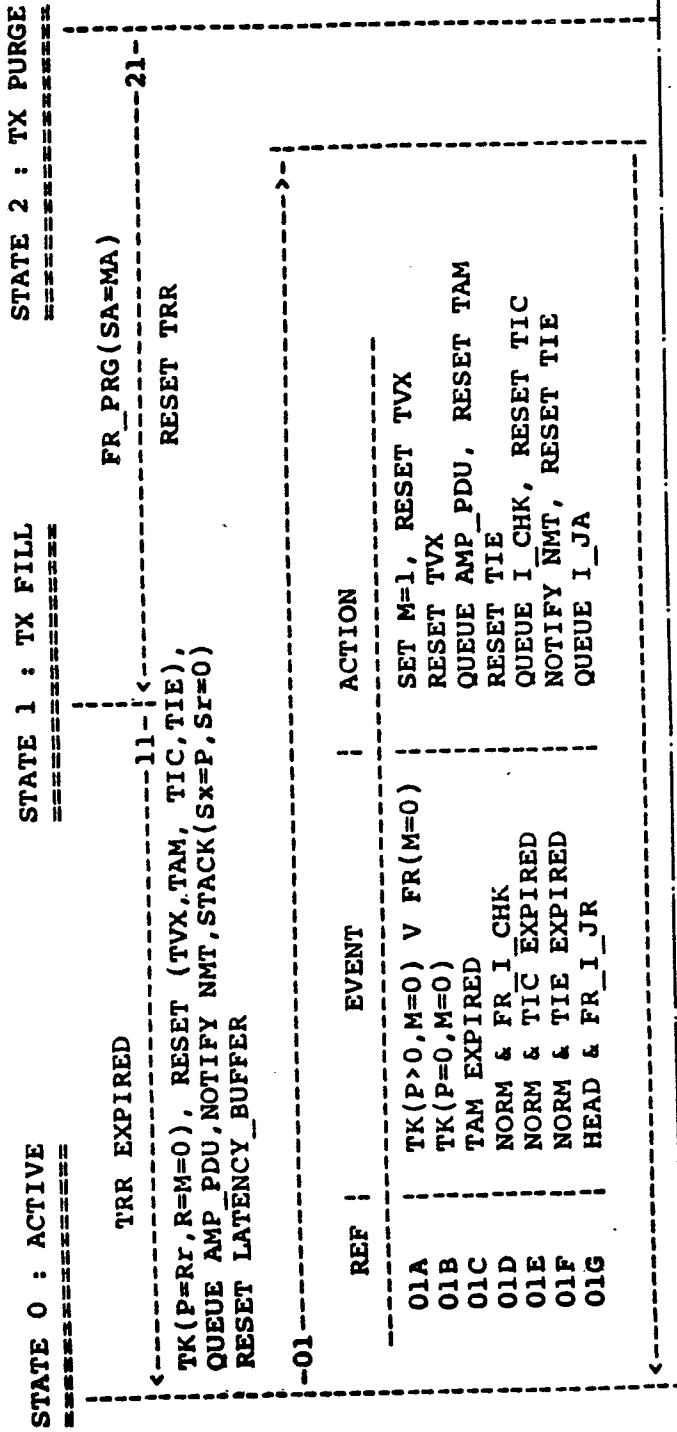 STATE 0 : ACTIVE STATE 1 : TX FILL STATE 2 : TX PURGE
================ ================= ==================
FR_PRG(SA=MA)
TRR EXPIRED
<-----------------------11- <-----------------------21-
TK(P=Rr,R=M=0), RESET (TVX,TAM, TIC,TIE), RESET TRR
QUEUE AMP_PDU,NOTIFY NMT,STACK(Sx=P,Sr=0)
RESET LATENCY_BUFFER
-01------------------------------------------------>-
REF ¦ EVENT ¦ ACTION
-----------------------------------------------------
01A ¦ TK(P>0,M=0) V FR(M=0) ¦ SET M=1, RESET TVX
01B ¦ TK(P=0,M=0) ¦ RESET TVX
01C ¦ TAM EXPIRED ¦ QUEUE AMP_PDU, RESET TAM
01D ¦ NORM & FR_I_CHK ¦ RESET TIE
01E ¦ NORM & TIC EXPIRED ¦ QUEUE I_CHK, RESET TIC
01F ¦ NORM & TIE EXPIRED ¦ NOTIFY NMT, RESET TIE
01G ¦ HEAD & FR_I_JR ¦ QUEUE I_JA
<-----------------------------------------------------